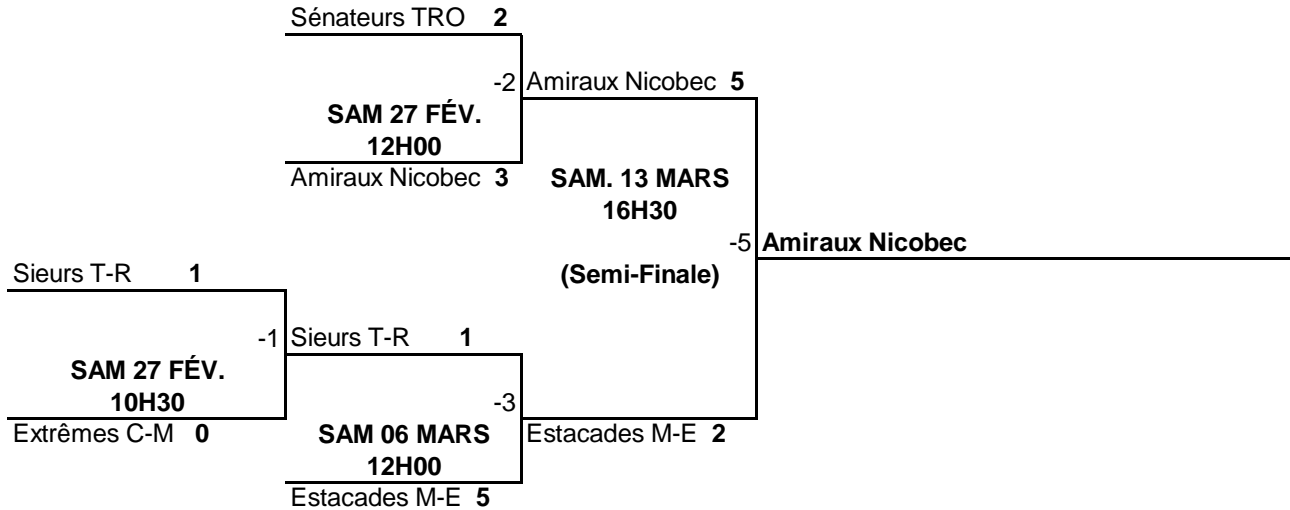 Sénateurs TRO 2
-2 Amiraux Nicobec 5
SAM 27 FÉV.
12H00
Amiraux Nicobec 3
SAM. 13 MARS
16H30
-5 Amiraux Nicobec
(Semi-Finale)
Sieurs T-R 1
-1 Sieurs T-R 1
SAM 27 FÉV.
10H30
Extrêmes C-M 0
-3
SAM 06 MARS
12H00
Estacades M-E 2
Estacades M-E 5